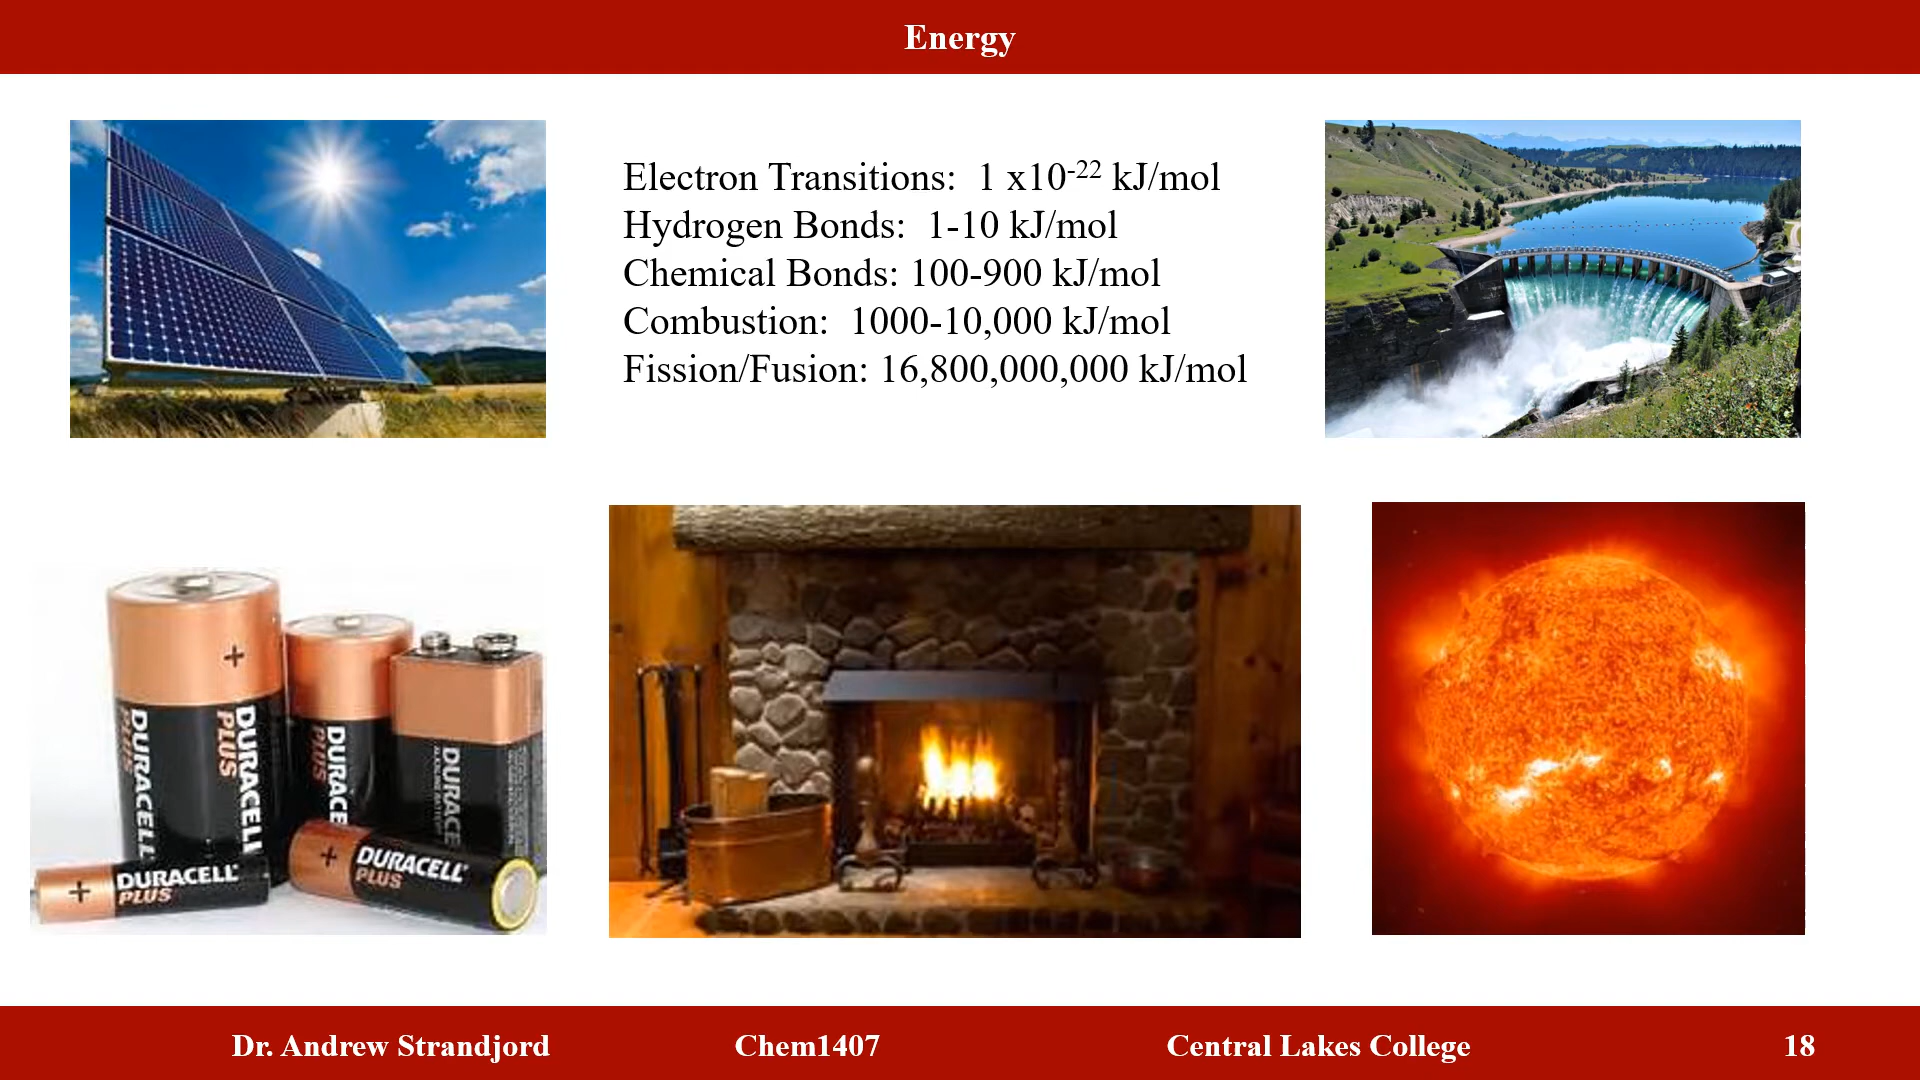 Energy
Electron Transitions: 1 x10-22 kJ/mol
Hydrogen Bonds: 1-10 kJ/mol
Chemical Bonds: 100-900 kJ/mol
Combustion: 1000-10,000 kJ/mol
Fission/Fusion: 16,800,000,000 kJ/mol
+
DURACELL
PLUS
DURACELL
PLUS
DURACE
PLUS
DURACE
+
DURACELL
PLUS
+
DURACELL
PLUS
Dr. Andrew Strandjord Chem1407 Central Lakes College 18